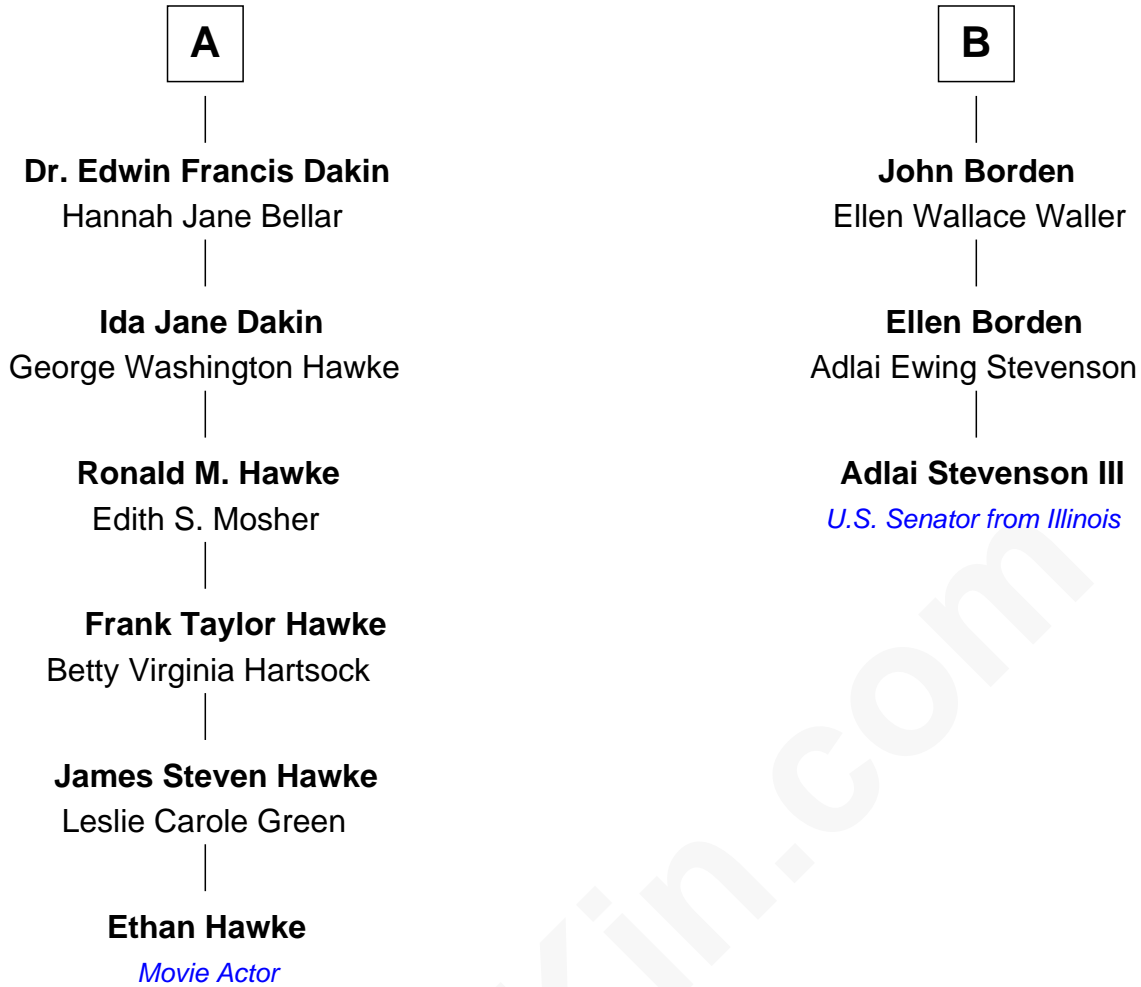 A
Dr. Edwin Francis Dakin
Hannah Jane Bellar
Ida Jane Dakin
George Washington Hawke
Ronald M. Hawke
Edith S. Mosher
Frank Taylor Hawke
Betty Virginia Hartsock
James Steven Hawke
Leslie Carole Green
Ethan Hawke
Movie Actor
B
John Borden
Ellen Wallace Waller
Ellen Borden
Adlai Ewing Stevenson
Adlai Stevenson III
U.S. Senator from Illinois
in.com